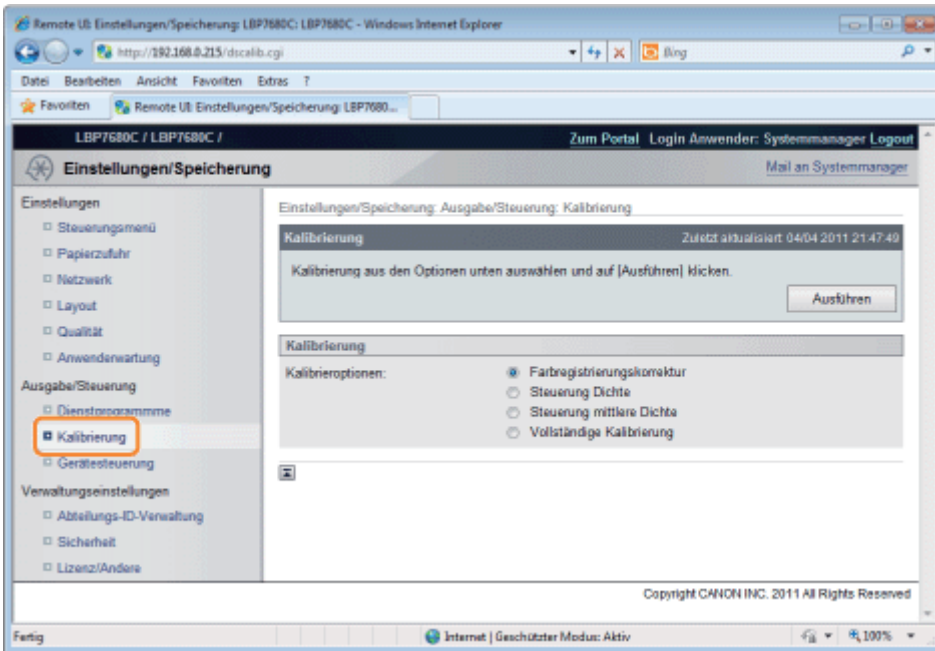 Remote UI: Einstellungen/Speicherung: LBP7680C: LBP7680C - Windows Internet Explorer
http://192.168.0.215/dscalib.cgi
Bing
Datei Bearbeiten Ansicht Favoriten Extras ?
Favoriten
Remote UI: Einstellungen/Speicherung: LBP7680...
LBP7680C / LBP7680C /
Zum Portal Login Anwender: Systemmanager Logout
Einstellungen/Speicherung
Mail an Systemmanager
Einstellungen
Steuerungsmenü
Papierzufuhr
Netzwerk
Layout
Qualität
Anwenderwartung
Ausgabe/Steuerung
Dienstprogrammme
Kalibrierung
Gerätesteuerung
Verwaltungseinstellungen
Abteilungs-ID-Verwaltung
Sicherheit
Lizenz/Andere
Einstellungen/Speicherung: Ausgabe/Steuerung: Kalibrierung
Kalibrierung
Zuletzt aktualisiert 04/04 2011 21:47:49
Kalibrierung aus den Optionen unten auswählen und auf [Ausführen] klicken.
Ausführen
Kalibrierung
Kalibrieroptionen:
Farbregistrierungskorrektur
Steuerung Dichte
Steuerung mittlere Dichte
Vollständige Kalibrierung
Copyright CANON INC. 2011 All Rights Reserved
Fertig
Internet | Geschützter Modus: Aktiv
100%